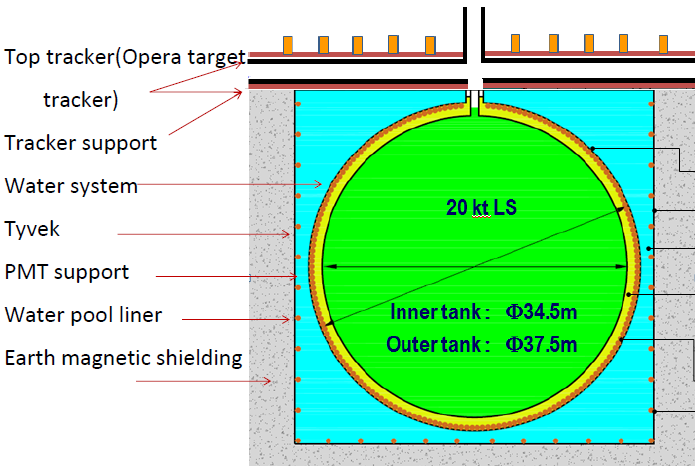 Top tracker(Opera target
tracker)
Tracker support
Water system
Tyvek
PMT support
Water pool liner
Earth magnetic shielding
20 kt LS
Inner tank : Φ34.5m
Outer tank : Φ37.5m